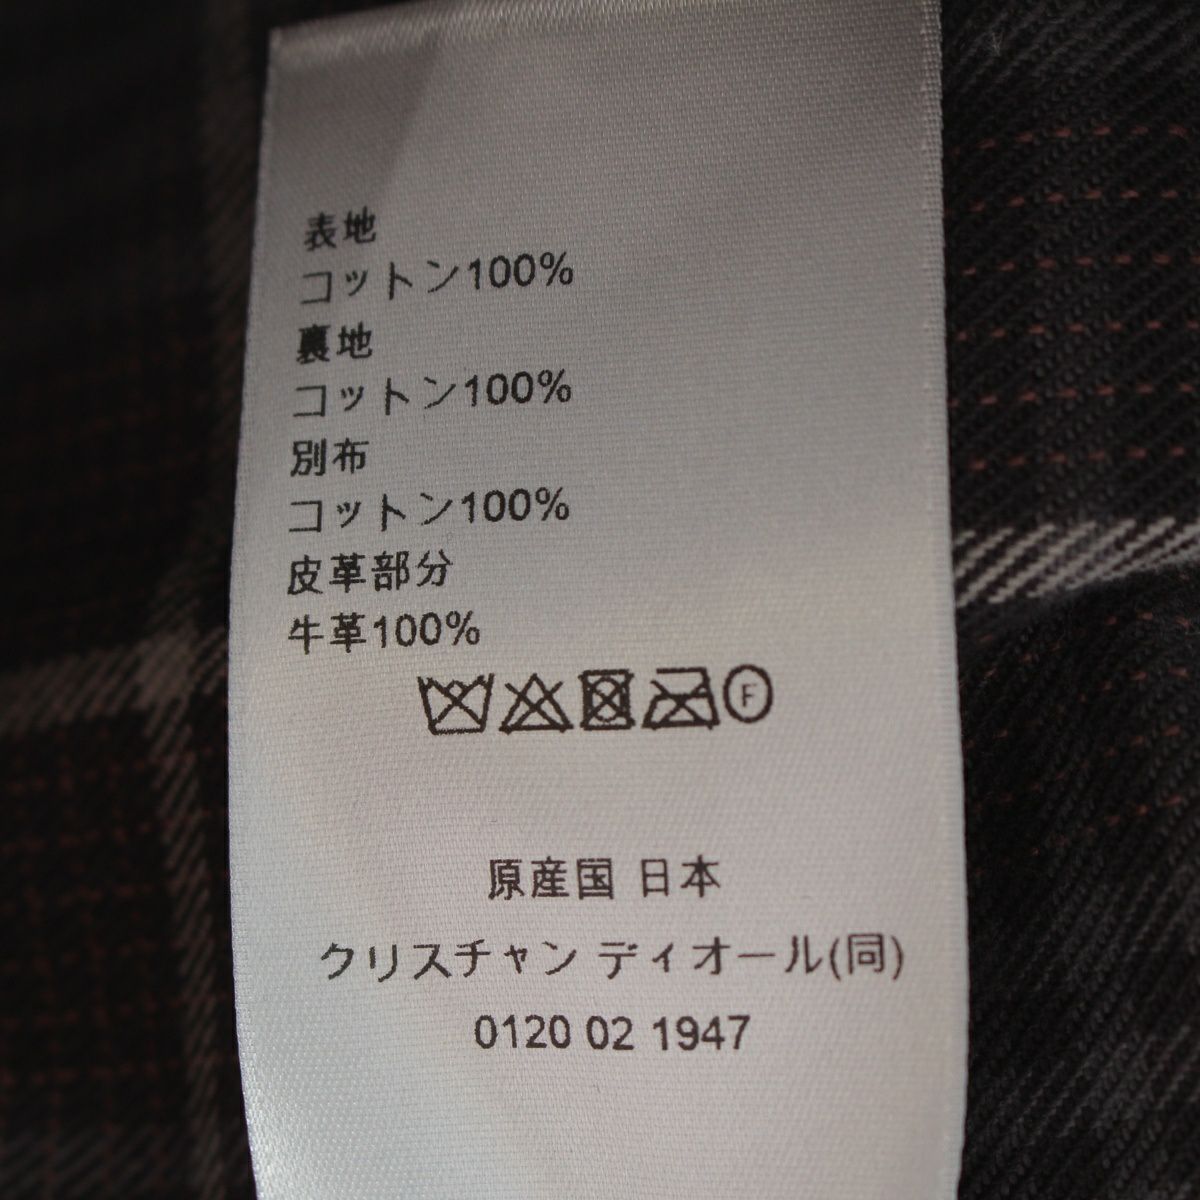 表地
コットン100%
裏地
コットン100%
別布
コットン100%
皮革部分
牛革100%
F
原産国 日本
クリスチャン ディオール(同)
0120 02 1947